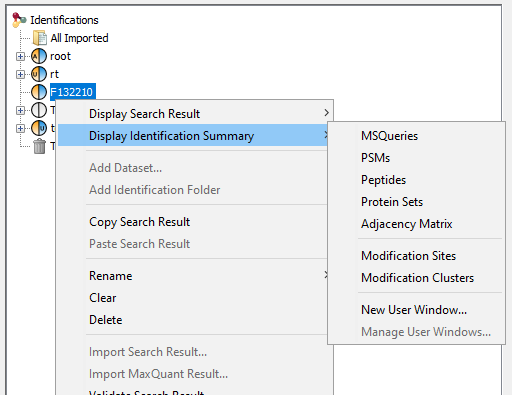 Identifications
All Imported
root
rt
F132210
T
t
T
Display Search Result
Display Identification Summary
Add Dataset...
Add Identification Folder
Copy Search Result
Paste Search Result
Rename
Clear
Delete
Import Search Result...
Import MaxQuant Result...
Validate Search Result
MSQueries
PSMs
Peptides
Protein Sets
Adjacency Matrix
Modification Sites
Modification Clusters
New User Window...
Manage User Windows...